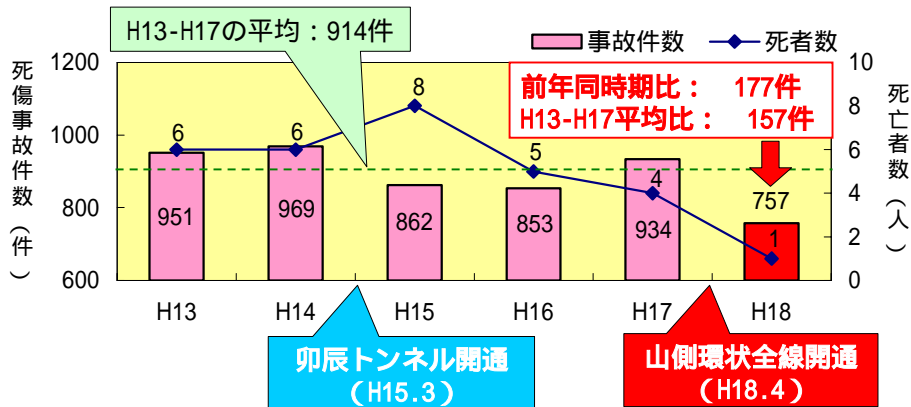 H13-H17の平均：914件
事故件数
死者数
死傷事故件数（件）
1200
1000
800
600
10
8
6
4
2
0
死亡者数（人）
前年同時期比：　177件
H13-H17平均比：　157件
6
6
8
5
4
1
951
969
862
853
934
757
H13
H14
H15
H16
H17
H18
卯辰トンネル開通
（H15.3）
山側環状全線開通
（H18.4）